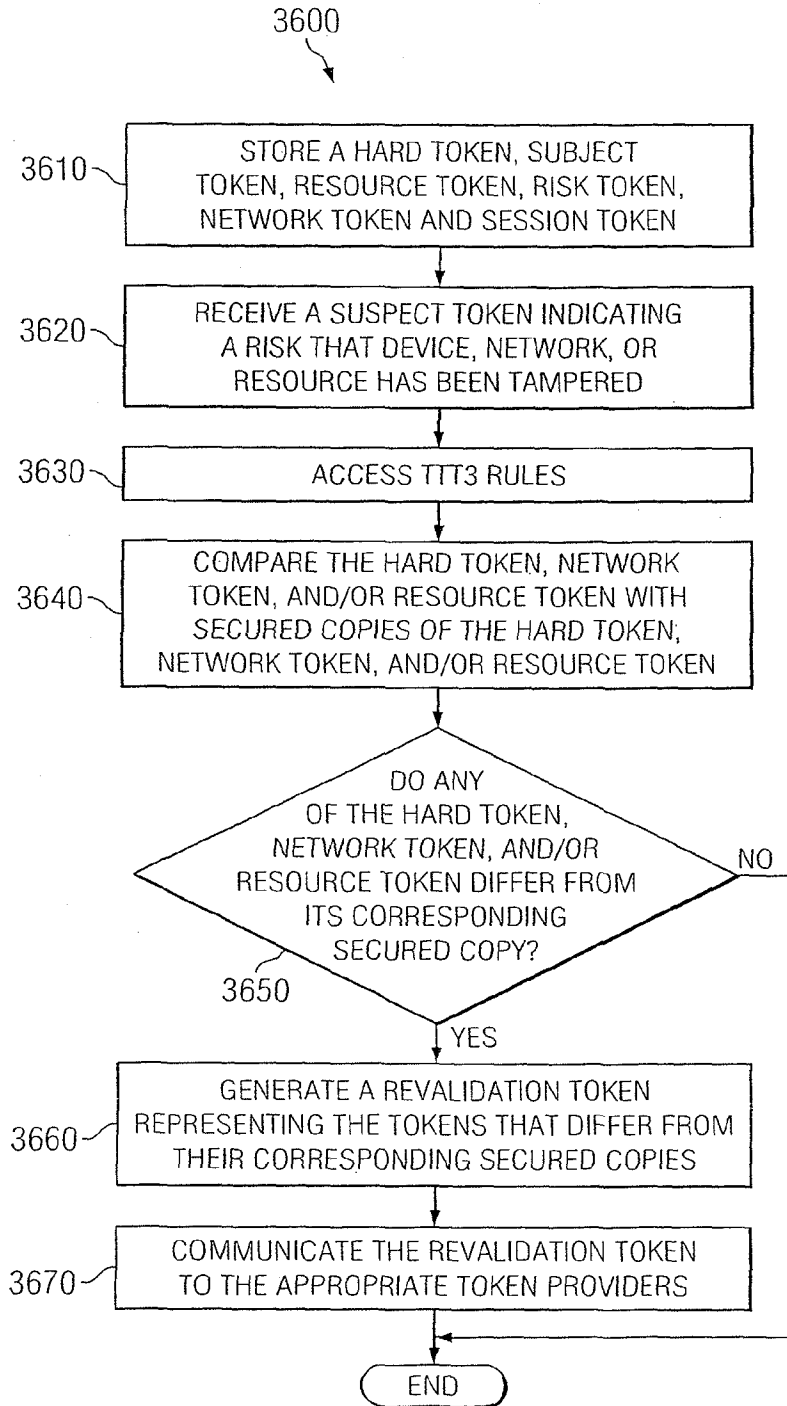 3600
3610
STORE A HARD TOKEN, SUBJECT
TOKEN, RESOURCE TOKEN, RISK TOKEN,
NETWORK TOKEN AND SESSION TOKEN
3620
RECEIVE A SUSPECT TOKEN INDICATING
A RISK THAT DEVICE, NETWORK, OR
RESOURCE HAS BEEN TAMPERED
3630
ACCESS TTT3 RULES
3640
COMPARE THE HARD TOKEN, NETWORK
TOKEN, AND/OR RESOURCE TOKEN WITH
SECURED COPIES OF THE HARD TOKEN,
NETWORK TOKEN, AND/OR RESOURCE TOKEN
DO ANY
OF THE HARD TOKEN,
NETWORK TOKEN, AND/OR
RESOURCE TOKEN DIFFER FROM
ITS CORRESPONDING
SECURED COPY?
NO
3650
YES
3660
GENERATE A REVALIDATION TOKEN
REPRESENTING THE TOKENS THAT DIFFER FROM
THEIR CORRESPONDING SECURED COPIES
3670
COMMUNICATE THE REVALIDATION TOKEN
TO THE APPROPRIATE TOKEN PROVIDERS
END